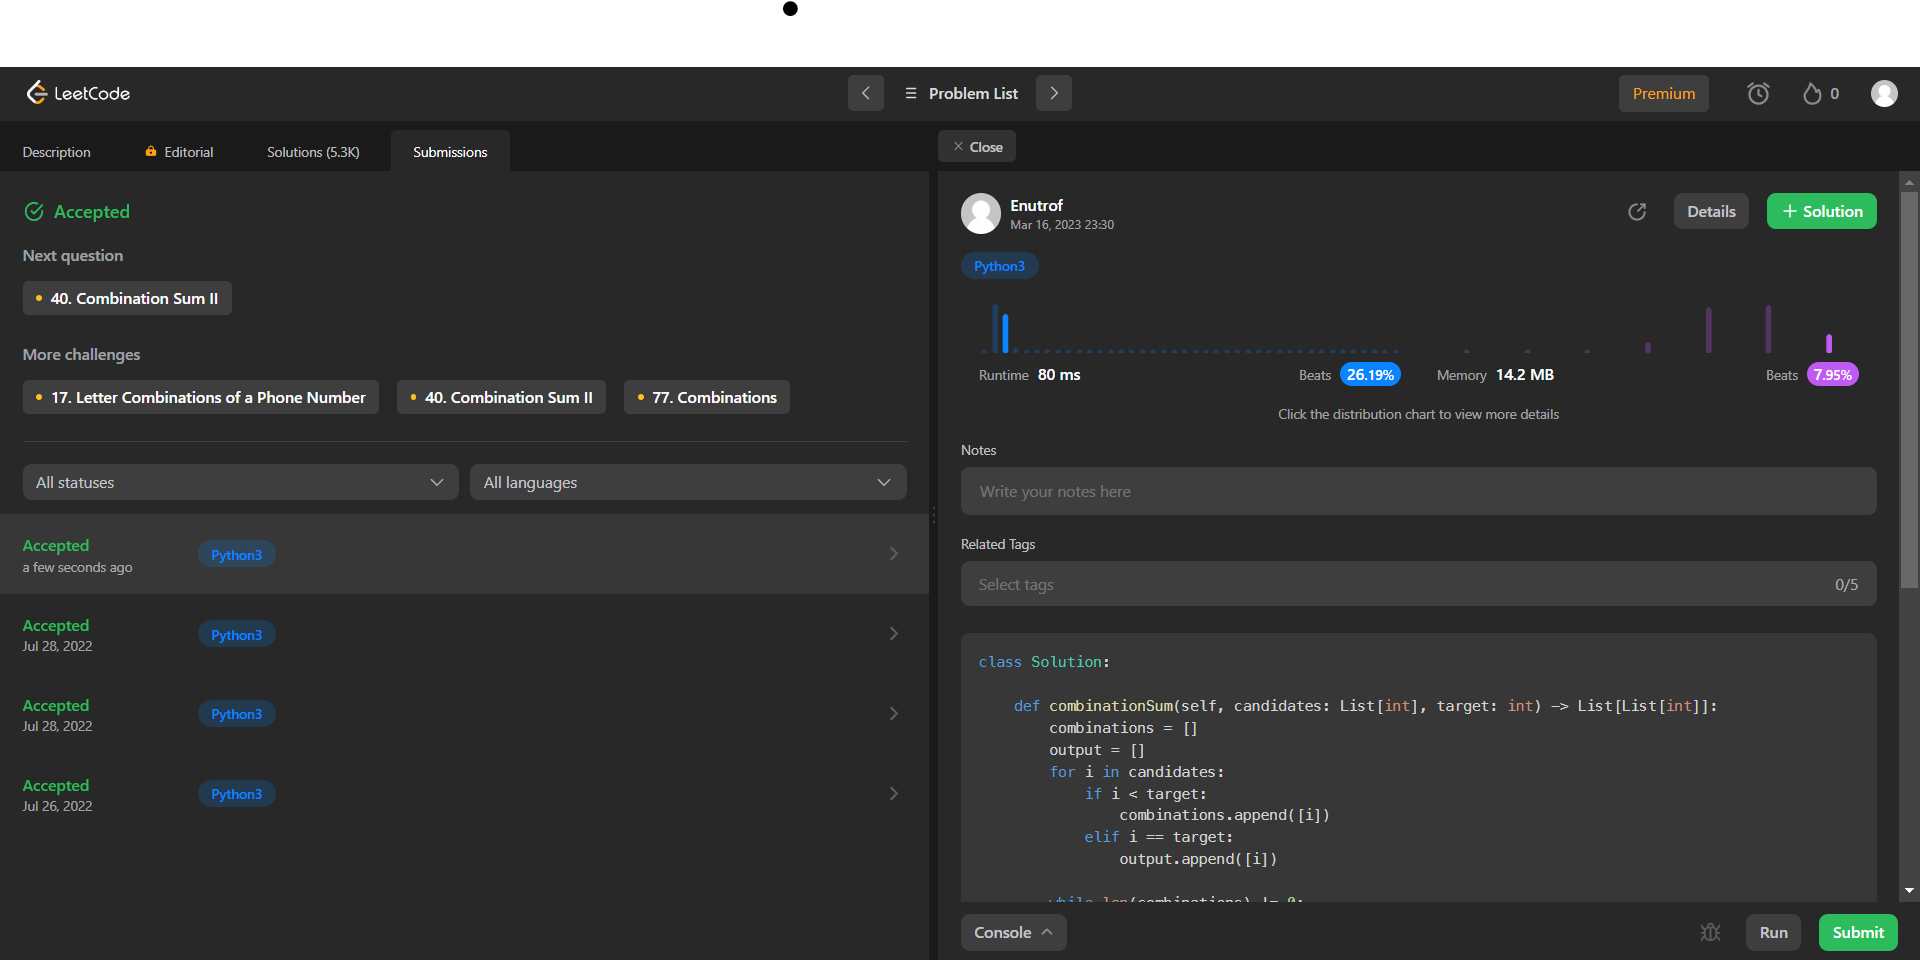 LeetCode
Problem List
Premium
0
Description
Editorial
Solutions (5.3K)
Submissions
Close
Accepted
Next question
40. Combination Sum II
More challenges
17. Letter Combinations of a Phone Number
40. Combination Sum II
77. Combinations
All statuses
All languages
Accepted
a few seconds ago
Python3
Accepted
Jul 28, 2022
Python3
Accepted
Jul 28, 2022
Python3
Accepted
Jul 26, 2022
Python3
Enutrof
Mar 16, 2023 23:30
Details
+ Solution
Python3
Runtime 80 ms
Beats 26.19%
Memory 14.2 MB
Beats 7.95%
Click the distribution chart to view more details
Notes
Write your notes here
Related Tags
Select tags
0/5
class Solution:
def combinationSum(self, candidates: List[int], target: int) -> List[List[int]]:
combinations = []
output = []
for i in candidates:
if i < target:
combinations.append([i])
elif i == target:
output.append([i])
while len(combinations) != 0:
Console
Run
Submit